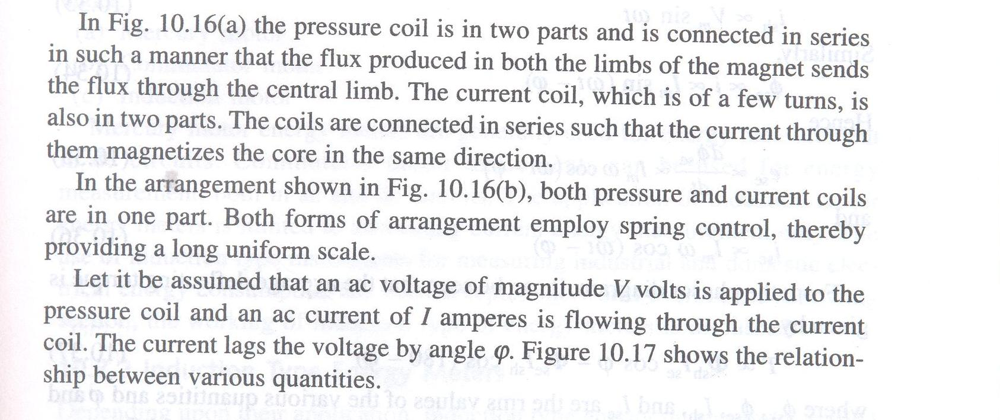 In Fig. 10.16(a) the pressure coil is in two parts and is connected in series
in such a manner that the flux produced in both the limbs of the magnet sends
the flux through the central limb. The current coil, which is of a few turns, is
also in two parts. The coils are connected in series such that the current through
them magnetizes the core in the same direction.
In the arrangement shown in Fig. 10.16(b), both pressure and current coils
are in one part. Both forms of arrangement employ spring control, thereby
providing a long uniform scale.
Let it be assumed that an ac voltage of magnitude V volts is applied to the
pressure coil and an ac current of I amperes is flowing through the current
coil. The current lags the voltage by angle φ. Figure 10.17 shows the relation-
ship between various quantities.